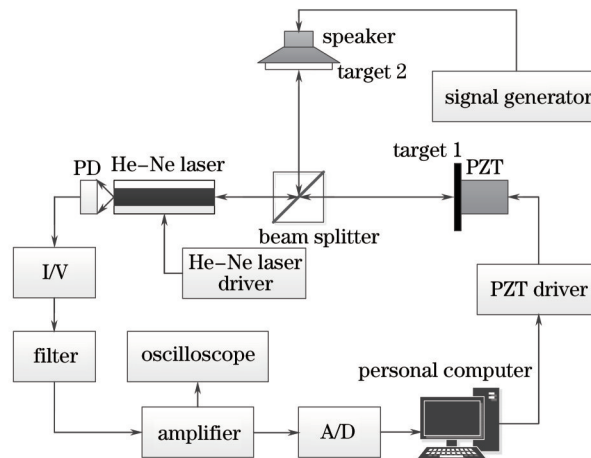 speaker
target 2
signal generator
target 1
PZT
PD
He–Ne laser
beam splitter
He–Ne laser
driver
I/V
PZT driver
filter
oscilloscope
personal computer
amplifier
A/D